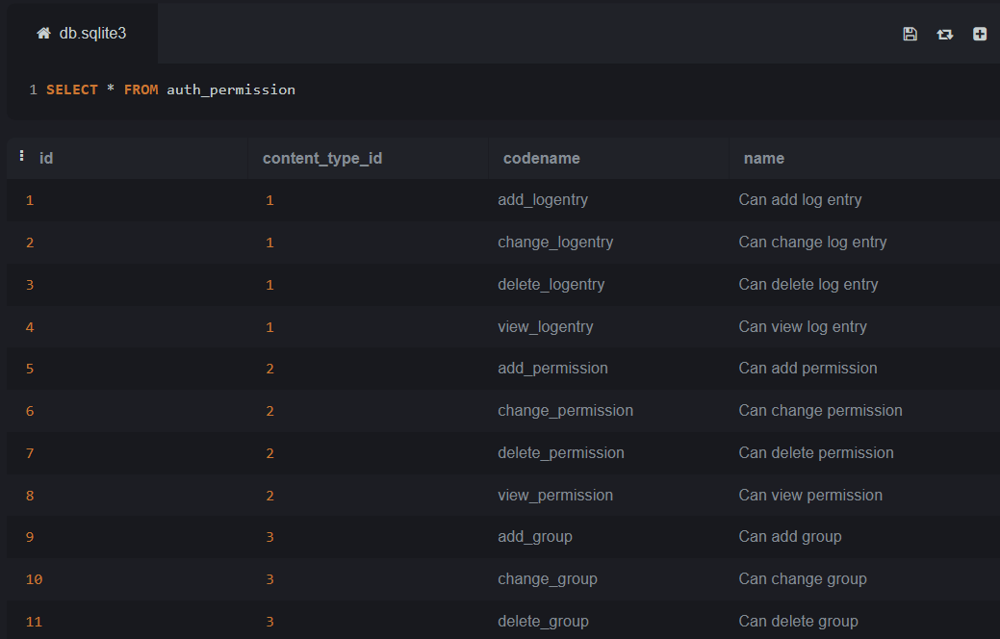 db.sqlite3
1 SELECT * FROM auth_permission
id content_type_id codename name
1 1 add_logentry Can add log entry
2 1 change_logentry Can change log entry
3 1 delete_logentry Can delete log entry
4 1 view_logentry Can view log entry
5 2 add_permission Can add permission
6 2 change_permission Can change permission
7 2 delete_permission Can delete permission
8 2 view_permission Can view permission
9 3 add_group Can add group
10 3 change_group Can change group
11 3 delete_group Can delete group